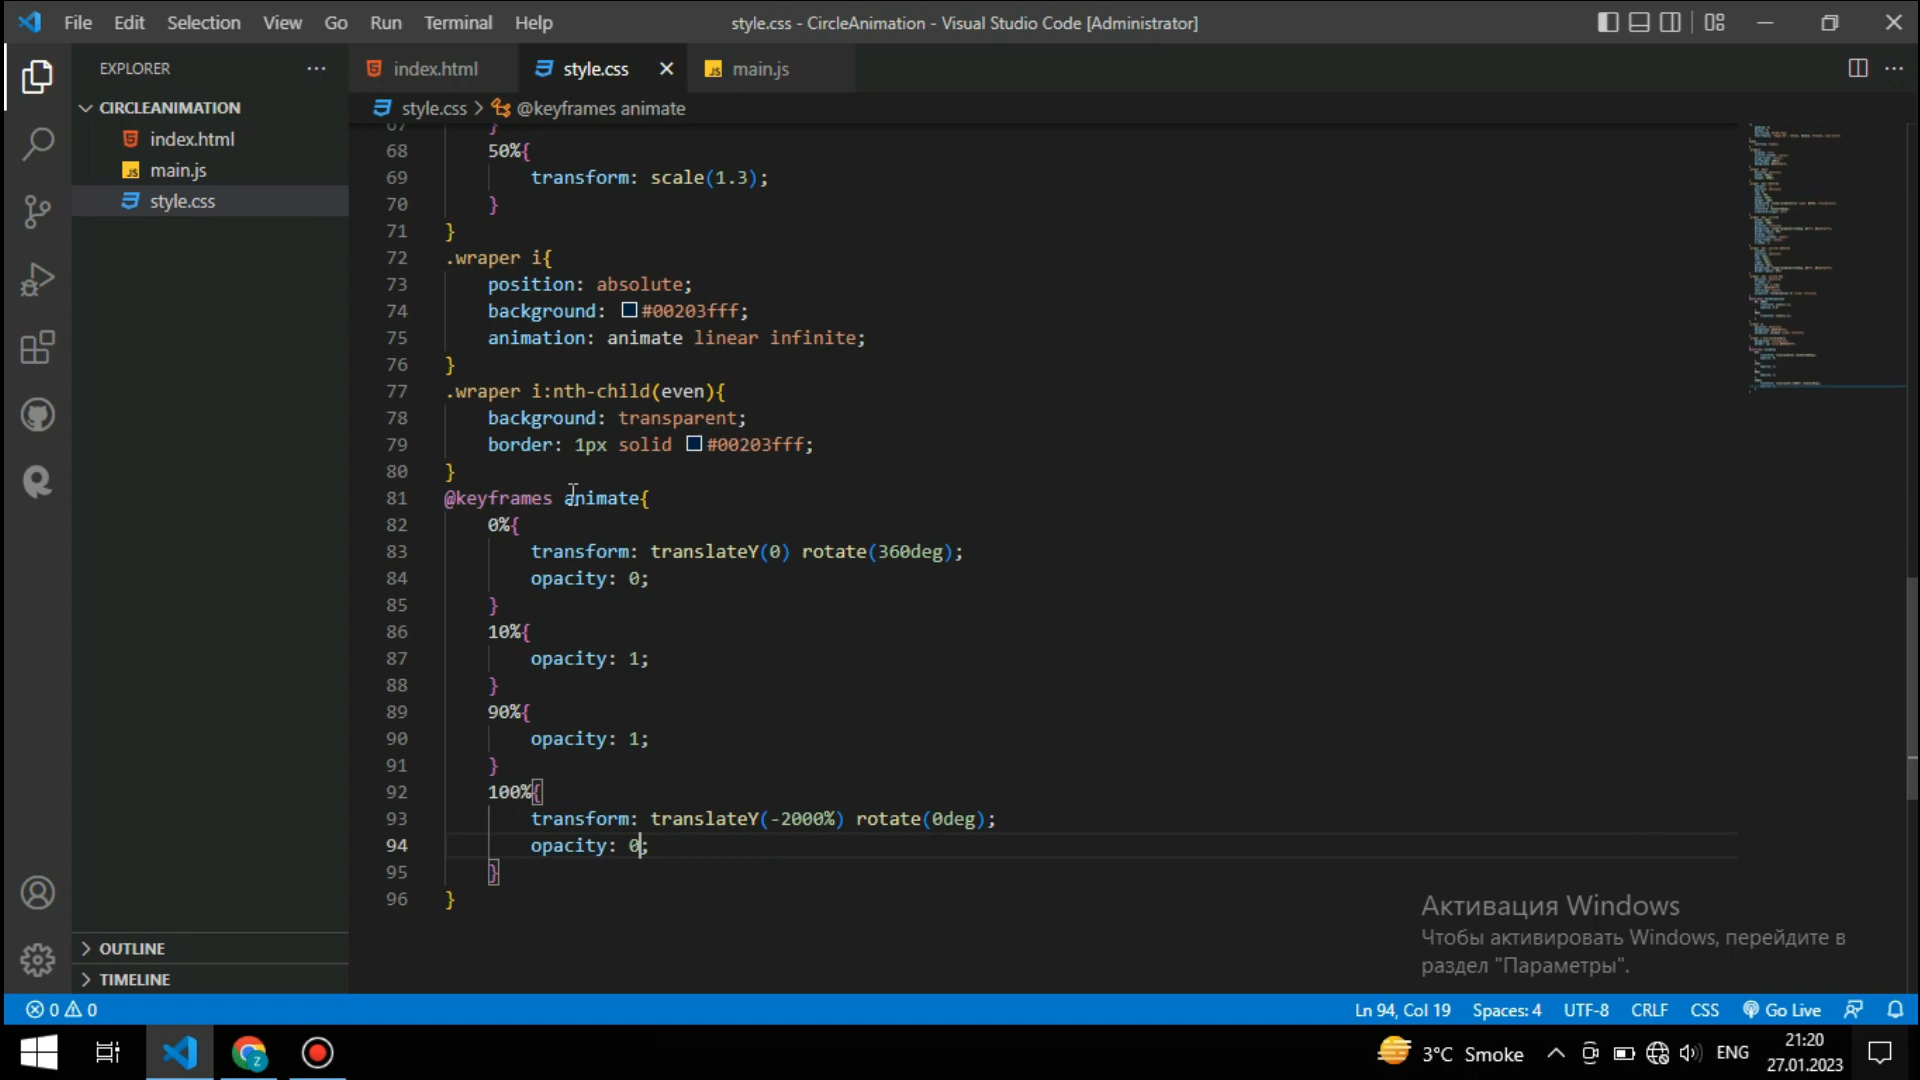 File Edit Selection View Go Run Terminal Help
style.css - CircleAnimation - Visual Studio Code [Administrator]
EXPLORER
index.html
style.css
JS main.js
CIRCLEANIMATION
index.html
JS main.js
style.css
style.css > @keyframes animate
67 }
68 50%{
69 transform: scale(1.3);
70 }
71 }
72 .wraper i{
73 position: absolute;
74 background: #00203fff;
75 animation: animate linear infinite;
76 }
77 .wraper i:nth-child(even){
78 background: transparent;
79 border: 1px solid #00203fff;
80 }
81 @keyframes animate{
82 0%{
83 transform: translateY(0) rotate(360deg);
84 opacity: 0;
85 }
86 10%{
87 opacity: 1;
88 }
89 90%{
90 opacity: 1;
91 }
92 100%{
93 transform: translateY(-2000%) rotate(0deg);
94 opacity: 0;
95 }
96 }
OUTLINE
TIMELINE
Активация Windows
Чтобы активировать Windows, перейдите в
раздел "Параметры".
0 0
Ln 94, Col 19 Spaces: 4 UTF-8 CRLF CSS Go Live
3°C Smoke
ENG
21:20
27.01.2023